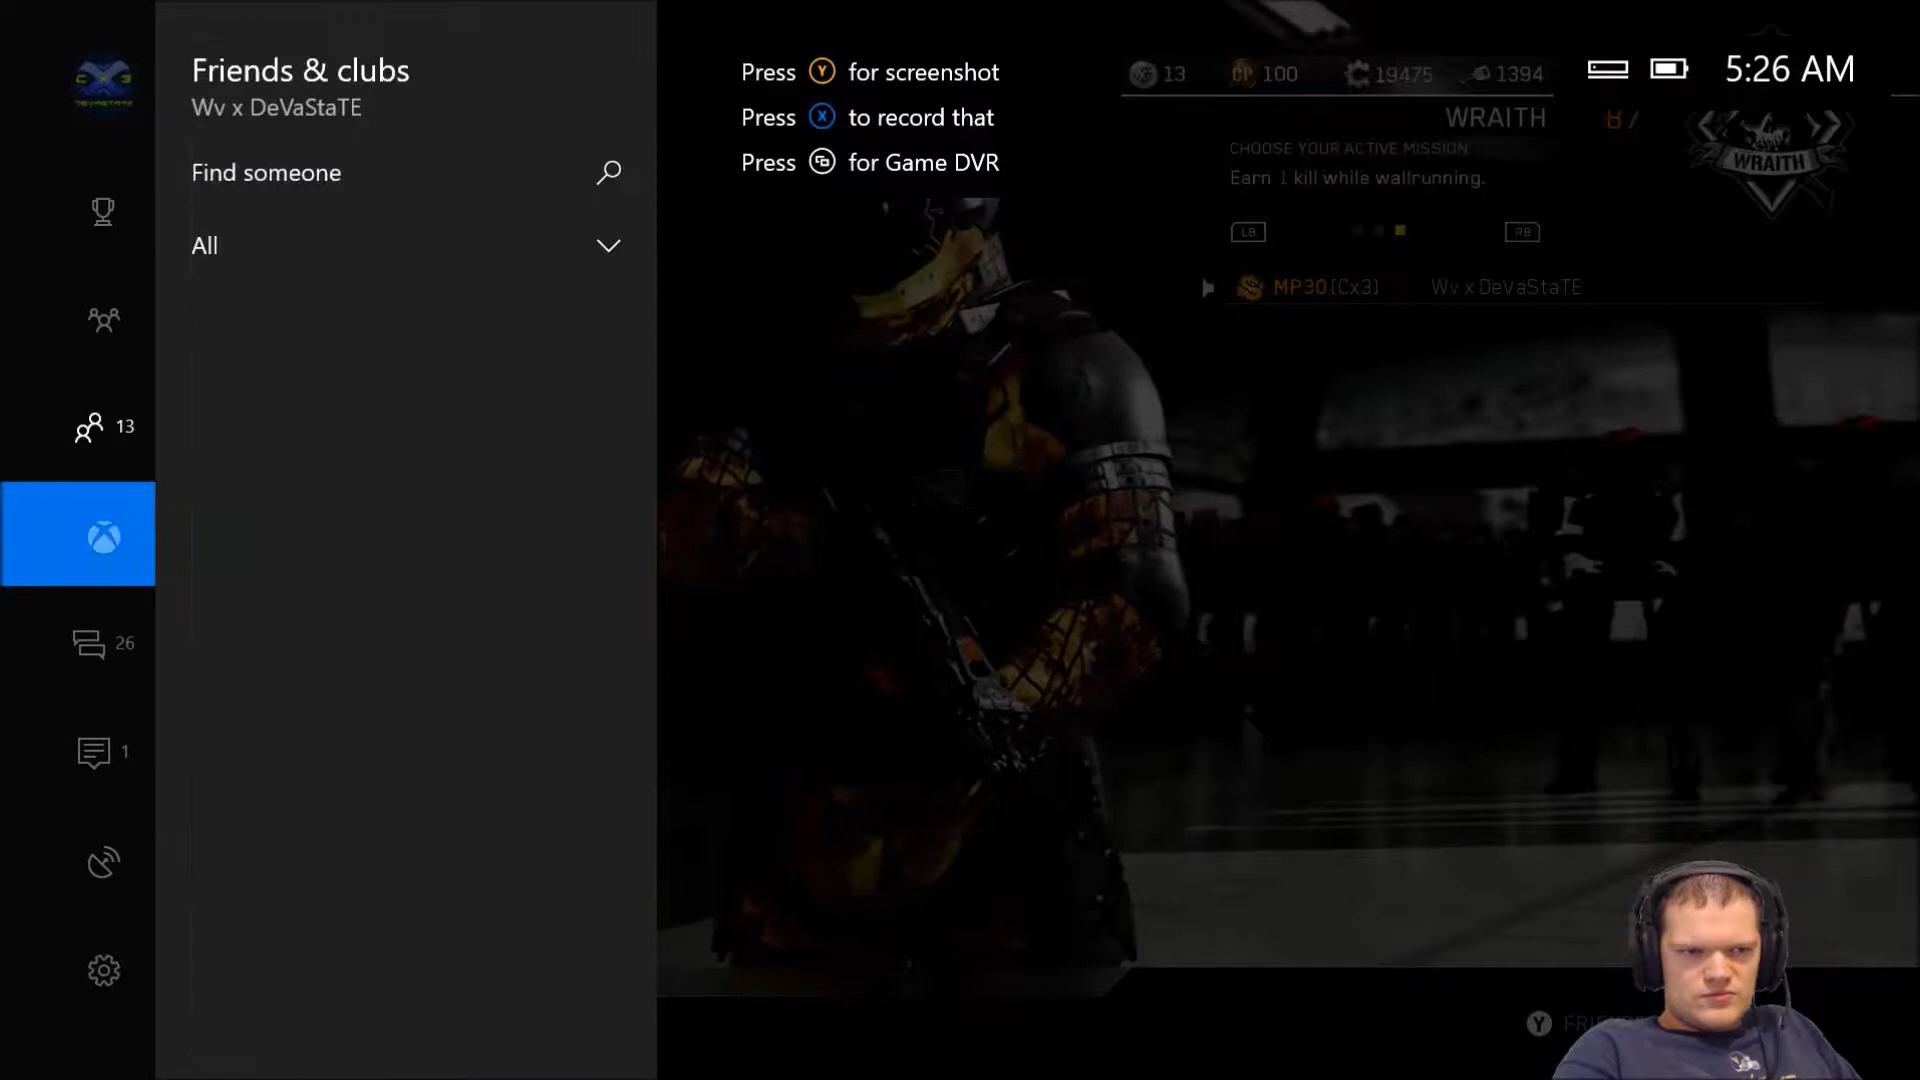 Friends & clubs
Wv x DeVaStaTE
Find someone
All
13
26
1
Press Y for screenshot
Press X to record that
Press for Game DVR
13 CP 100 19475 1394
5:26 AM
WRAITH 87
WRAITH
CHOOSE YOUR ACTIVE MISSION
Earn 1 kill while wallrunning.
LB RB
MP30 [Cx3] Wv x DeVaStaTE
Y